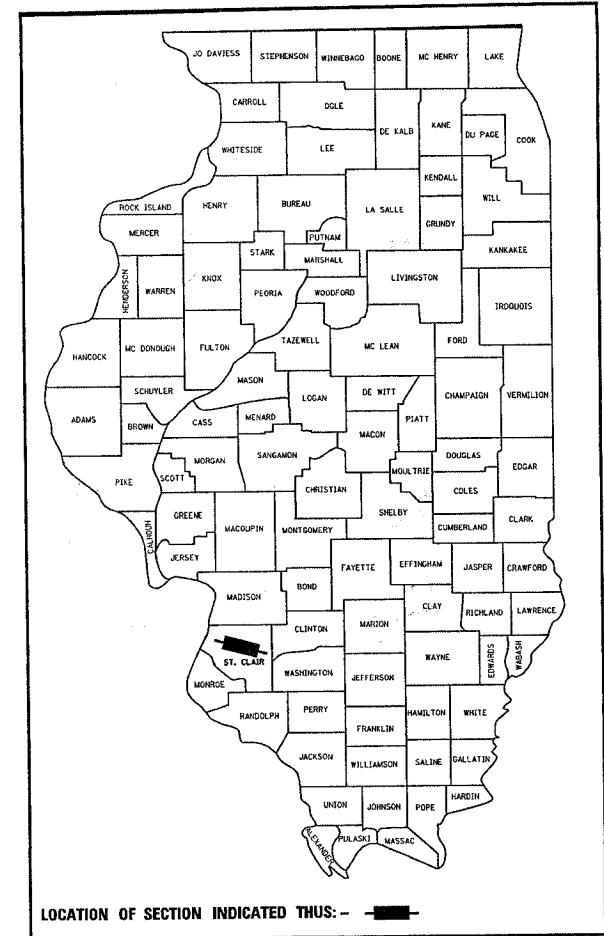 JO DAVIESS STEPHENSON WINNEBAGO BOONE MC HENRY LAKE
CARROLL OGLE DE KALB KANE DU PAGE COOK
WHITESIDE LEE
KENDALL WILL
ROCK ISLAND HENRY BUREAU LA SALLE GRUNDY
MERCER PUTNAM
STARK MARSHALL KANKAKEE
HENDERSON WARREN KNOX PEORIA WOODFORD LIVINGSTON IROQUOIS
HANCOCK MC DONOUGH FULTON TAZEWELL MC LEAN FORD
MASON
SCHUYLER LOGAN DE WITT CHAMPAIGN VERMILION
ADAMS BROWN CASS MENARD MACON PIATT
MORGAN SANGAMON DOUGLAS EDGAR
PIKE SCOTT CHRISTIAN MOULTRIE COLES
GREENE MACOUPIN MONTGOMERY SHELBY CUMBERLAND CLARK
CALHOUN JERSEY FAYETTE EFFINGHAM JASPER CRAWFORD
MADISON BOND CLAY RICHLAND LAWRENCE
CLINTON MARION
ST. CLAIR WAYNE EDWARDS WABASH
MONROE WASHINGTON JEFFERSON
RANDOLPH PERRY HAMILTON WHITE
FRANKLIN
JACKSON WILLIAMSON SALINE GALLATIN
UNION JOHNSON POPE HARDIN
ALEXANDER PULASKI MASSAC
LOCATION OF SECTION INDICATED THUS: -